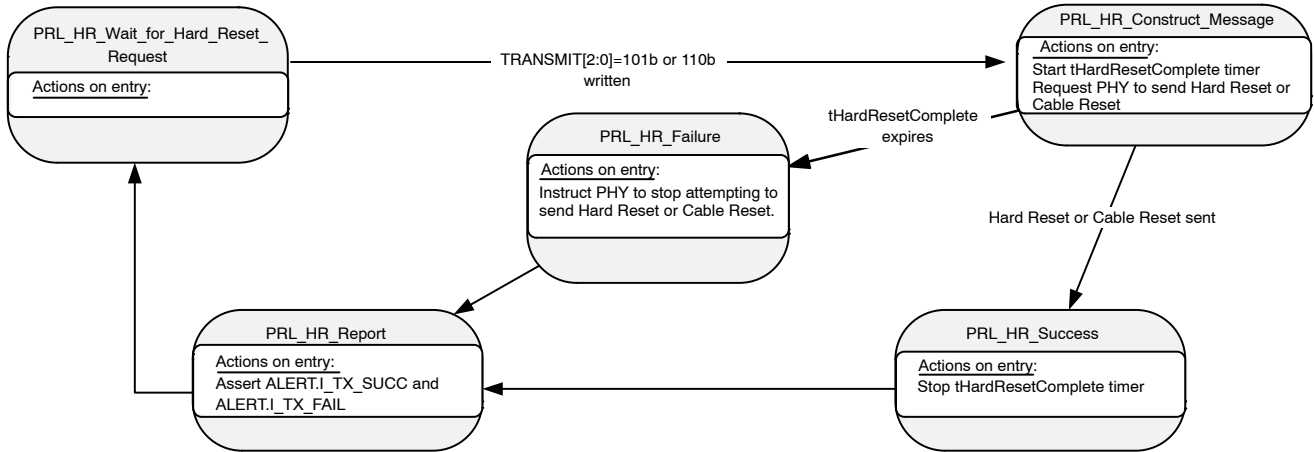 PRL_HR_Wait_for_Hard_Reset_
Request
Actions on entry:
TRANSMIT[2:0]=101b or 110b
written
PRL_HR_Construct_Message
Actions on entry:
Start tHardResetComplete timer
Request PHY to send Hard Reset or
Cable Reset
tHardResetComplete
expires
PRL_HR_Failure
Actions on entry:
Instruct PHY to stop attempting to
send Hard Reset or Cable Reset.
Hard Reset or Cable Reset sent
PRL_HR_Report
Actions on entry:
Assert ALERT.I_TX_SUCC and
ALERT.I_TX_FAIL
PRL_HR_Success
Actions on entry:
Stop tHardResetComplete timer